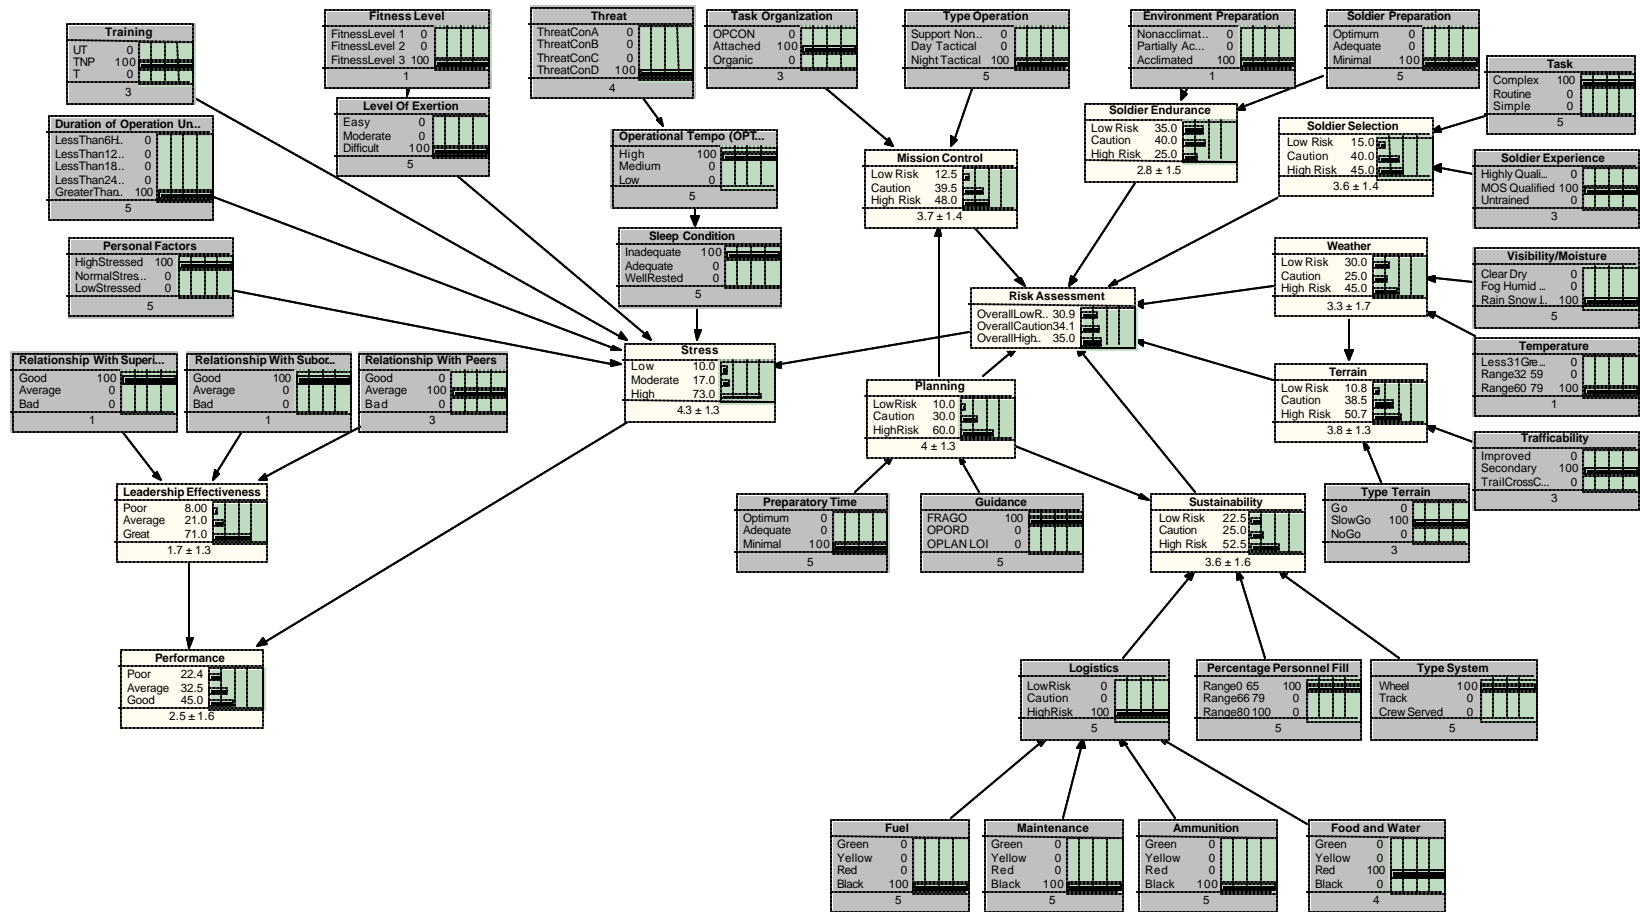 Training
UT 0
TNP 100
T 0
3
Fitness Level
FitnessLevel 1 0
FitnessLevel 2 0
FitnessLevel 3 100
1
Threat
ThreatConA 0
ThreatConB 0
ThreatConC 0
ThreatConD 100
4
Task Organization
OPCON 0
Attached 100
Organic 0
3
Type Operation
Support Non... 0
Day Tactical 0
Night Tactical 100
5
Environment Preparation
Nonacclimat... 0
Partially Ac... 0
Acclimated 100
1
Soldier Preparation
Optimum 0
Adequate 0
Minimal 100
5
Task
Complex 100
Routine 0
Simple 0
5
Duration of Operation Un...
LessThan6H.. 0
LessThan12... 0
LessThan18... 0
LessThan24... 0
GreaterThan.. 100
5
Level Of Exertion
Easy 0
Moderate 0
Difficult 100
5
Operational Tempo (OPT...
High 100
Medium 0
Low 0
5
Mission Control
Low Risk 12.5
Caution 39.5
High Risk 48.0
3.7 ± 1.4
Soldier Endurance
Low Risk 35.0
Caution 40.0
High Risk 25.0
2.8 ± 1.5
Soldier Selection
Low Risk 15.0
Caution 40.0
High Risk 45.0
3.6 ± 1.4
Soldier Experience
Highly Quali... 0
MOS Qualified 100
Untrained 0
3
Personal Factors
HighStressed 100
NormalStres... 0
LowStressed 0
5
Sleep Condition
Inadequate 100
Adequate 0
WellRested 0
5
Risk Assessment
OverallLowR.. 30.9
OverallCaution 34.1
OverallHigh.. 35.0
Weather
Low Risk 30.0
Caution 25.0
High Risk 45.0
3.3 ± 1.7
Visibility/Moisture
Clear Dry 0
Fog Humid ... 0
Rain Snow I.. 100
5
Relationship With Superi...
Good 100
Average 0
Bad 0
1
Relationship With Subor...
Good 100
Average 0
Bad 0
1
Relationship With Peers
Good 0
Average 100
Bad 0
3
Stress
Low 10.0
Moderate 17.0
High 73.0
4.3 ± 1.3
Planning
LowRisk 10.0
Caution 30.0
HighRisk 60.0
4 ± 1.3
Terrain
Low Risk 10.8
Caution 38.5
High Risk 50.7
3.8 ± 1.3
Temperature
Less31Gre... 0
Range32 59 0
Range60 79 100
1
Trafficability
Improved 0
Secondary 100
TrailCrossC... 0
3
Leadership Effectiveness
Poor 8.00
Average 21.0
Great 71.0
1.7 ± 1.3
Preparatory Time
Optimum 0
Adequate 0
Minimal 100
5
Guidance
FRAGO 100
OPORD 0
OPLAN LOI 0
5
Sustainability
Low Risk 22.5
Caution 25.0
High Risk 52.5
3.6 ± 1.6
Type Terrain
Go 0
SlowGo 100
NoGo 0
3
Performance
Poor 22.4
Average 32.5
Good 45.0
2.5 ± 1.6
Logistics
LowRisk 0
Caution 0
HighRisk 100
5
Percentage Personnel Fill
Range0 65 100
Range66 79 0
Range80 100 0
5
Type System
Wheel 100
Track 0
Crew Served 0
5
Fuel
Green 0
Yellow 0
Red 0
Black 100
5
Maintenance
Green 0
Yellow 0
Red 0
Black 100
5
Ammunition
Green 0
Yellow 0
Red 0
Black 100
5
Food and Water
Green 0
Yellow 0
Red 100
Black 0
4